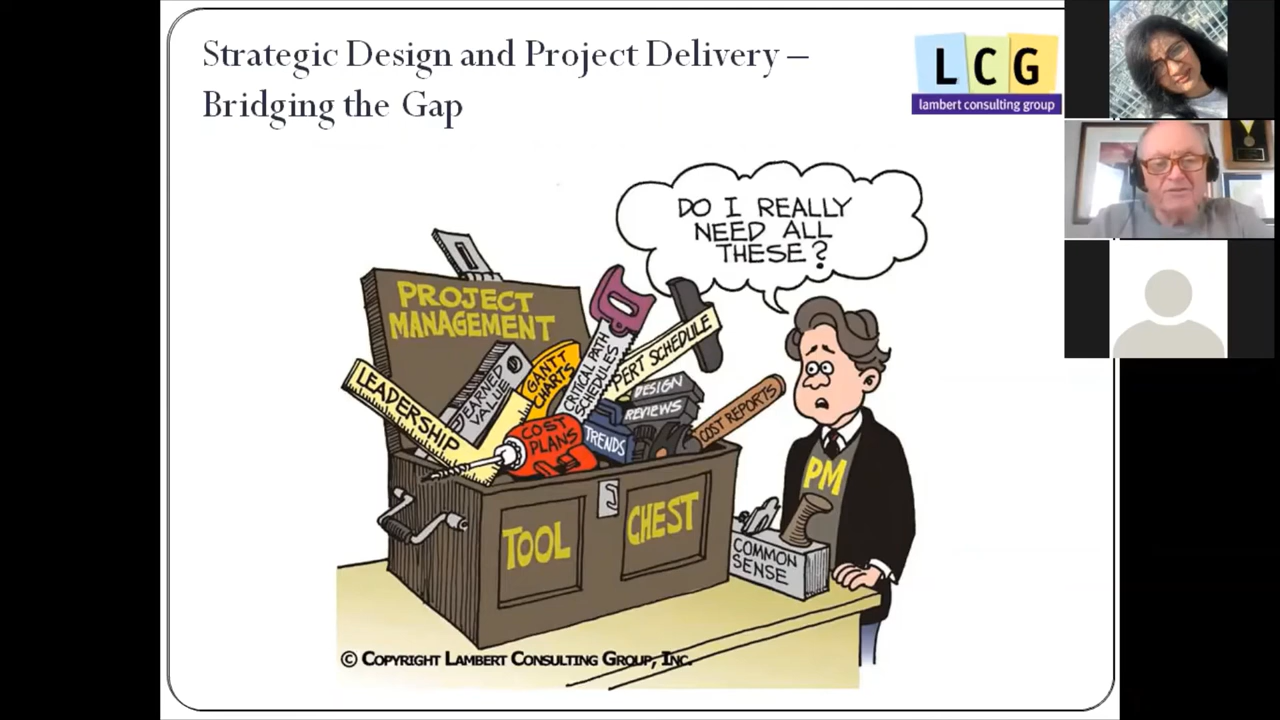 Strategic Design and Project Delivery –
Bridging the Gap
L C G
lambert consulting group
DO I REALLY
NEED ALL
THESE?
PROJECT
MANAGEMENT
LEADERSHIP
EARNED
VALUE
GANTT
CHARTS
CRITICAL PATH
SCHEDULES
PERT SCHEDULE
DESIGN
REVIEWS
COST
PLANS
TRENDS
COST REPORTS
PM
TOOL
CHEST
COMMON
SENSE
© COPYRIGHT LAMBERT CONSULTING GROUP, INC.